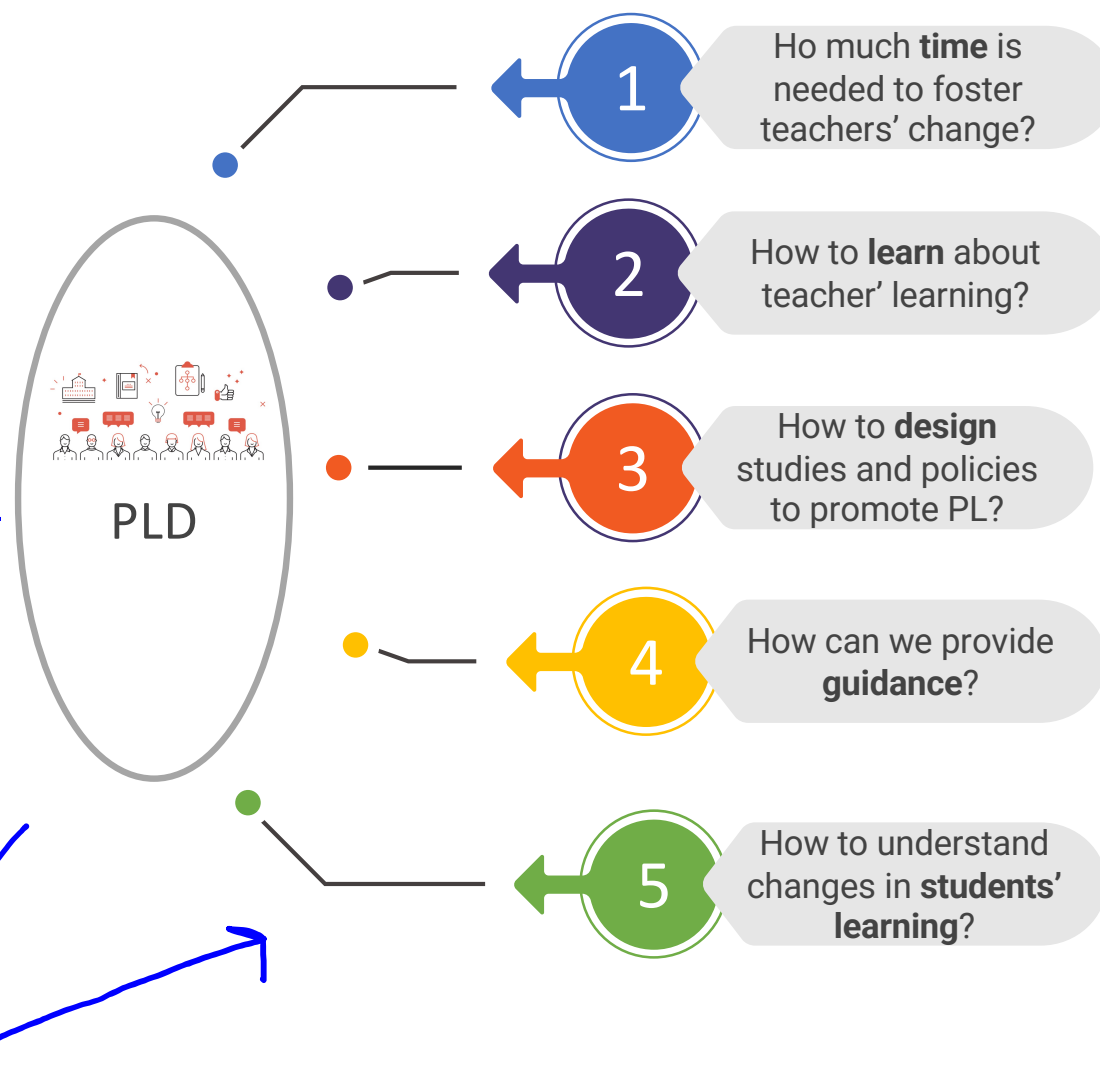 1
Ho much time is
needed to foster
teachers' change?
2
How to learn about
teacher' learning?
PLD
3
How to design
studies and policies
to promote PL?
4
How can we provide
guidance?
5
How to understand
changes in students'
learning?